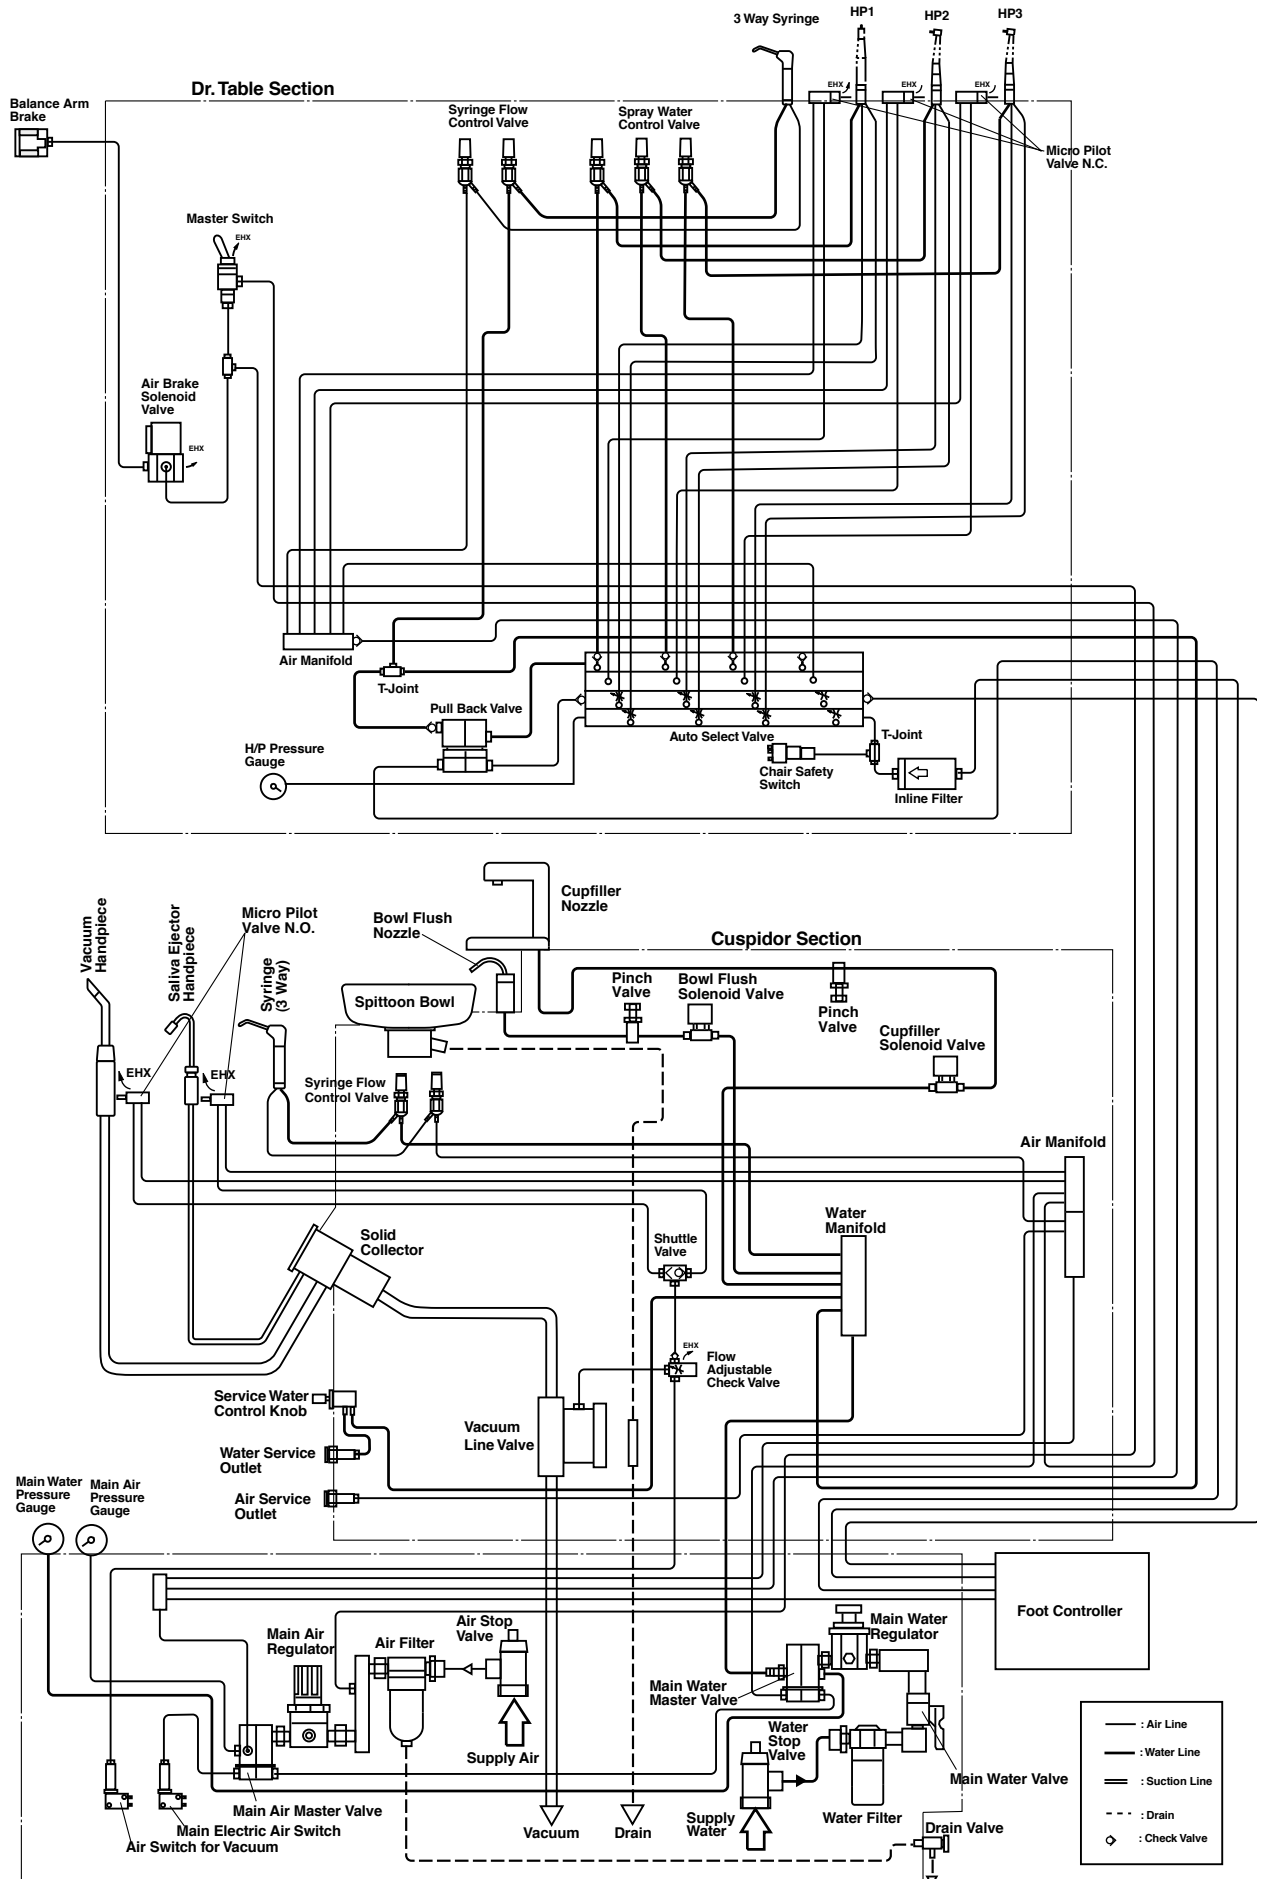 3 Way Syringe
HP1
HP2
HP3
EHX
EHX
EHX
Dr. Table Section
Balance Arm
Brake
Syringe Flow
Control Valve
Spray Water
Control Valve
Micro Pilot
Valve N.C.
Master Switch
EHX
Air Brake
Solenoid
Valve
EHX
Air Manifold
T-Joint
Pull Back Valve
Auto Select Valve
T-Joint
H/P Pressure
Gauge
Chair Safety
Switch
Inline Filter
Cupfiller
Nozzle
Vacuum
Handpiece
Saliva Ejector
Handpiece
Micro Pilot
Valve N.O.
Syringe
(3 Way)
Bowl Flush
Nozzle
Cuspidor Section
Spittoon Bowl
Pinch
Valve
Bowl Flush
Solenoid Valve
Pinch
Valve
Cupfiller
Solenoid Valve
EHX
EHX
Syringe Flow
Control Valve
Air Manifold
Water
Manifold
Solid
Collector
Shuttle
Valve
EHX
Flow
Adjustable
Check Valve
Service Water
Control Knob
Vacuum
Line Valve
Water Service
Outlet
Air Service
Outlet
Main Water
Pressure
Gauge
Main Air
Pressure
Gauge
Foot Controller
Main Air
Regulator
Air Filter
Air Stop
Valve
Main Water
Regulator
Main Water
Master Valve
Water
Stop
Valve
Supply Air
Main Water Valve
Main Air Master Valve
Main Electric Air Switch
Air Switch for Vacuum
Vacuum
Drain
Supply
Water
Water Filter
Drain Valve
: Air Line
: Water Line
: Suction Line
: Drain
: Check Valve